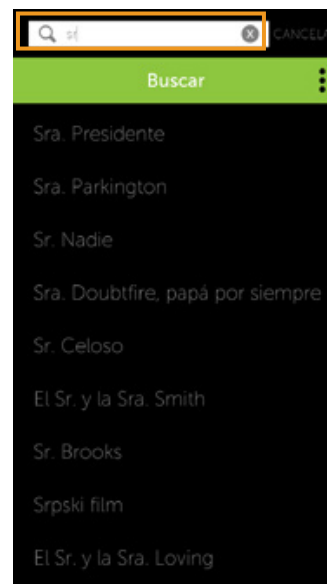 sr
CANCELA
Buscar
Sra. Presidente
Sra. Parkington
Sr. Nadie
Sra. Doubtfire, papá por siempre
Sr. Celoso
El Sr. y la Sra. Smith
Sr. Brooks
Srpski film
El Sr. y la Sra. Loving